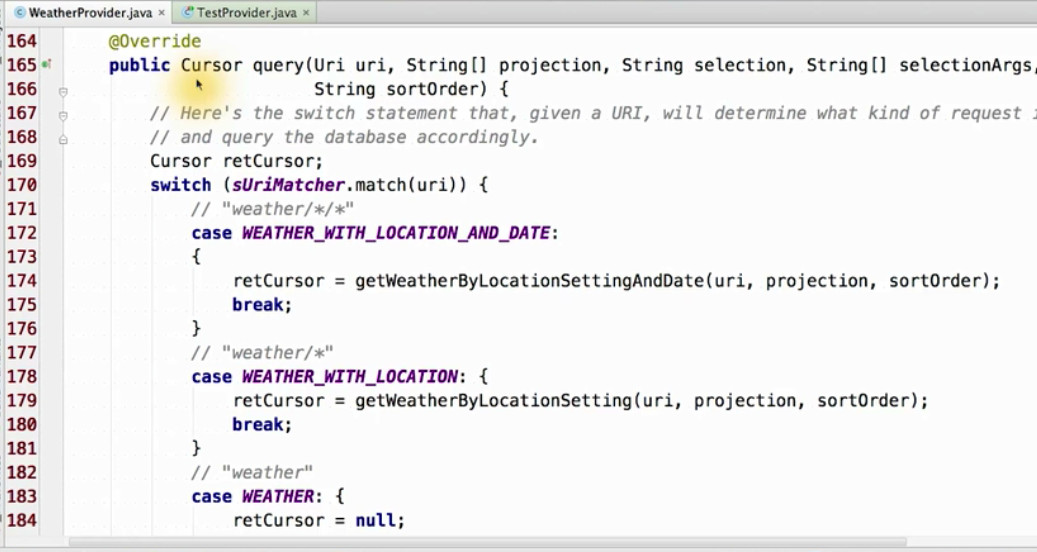 WeatherProvider.java × TestProvider.java ×
164 @Override
165 public Cursor query(Uri uri, String[] projection, String selection, String[] selectionArgs,
166 String sortOrder) {
167 // Here's the switch statement that, given a URI, will determine what kind of request
168 // and query the database accordingly.
169 Cursor retCursor;
170 switch (sUriMatcher.match(uri)) {
171 // "weather/*/*"
172 case WEATHER_WITH_LOCATION_AND_DATE:
173 {
174 retCursor = getWeatherByLocationSettingAndDate(uri, projection, sortOrder);
175 break;
176 }
177 // "weather/*"
178 case WEATHER_WITH_LOCATION: {
179 retCursor = getWeatherByLocationSetting(uri, projection, sortOrder);
180 break;
181 }
182 // "weather"
183 case WEATHER: {
184 retCursor = null;